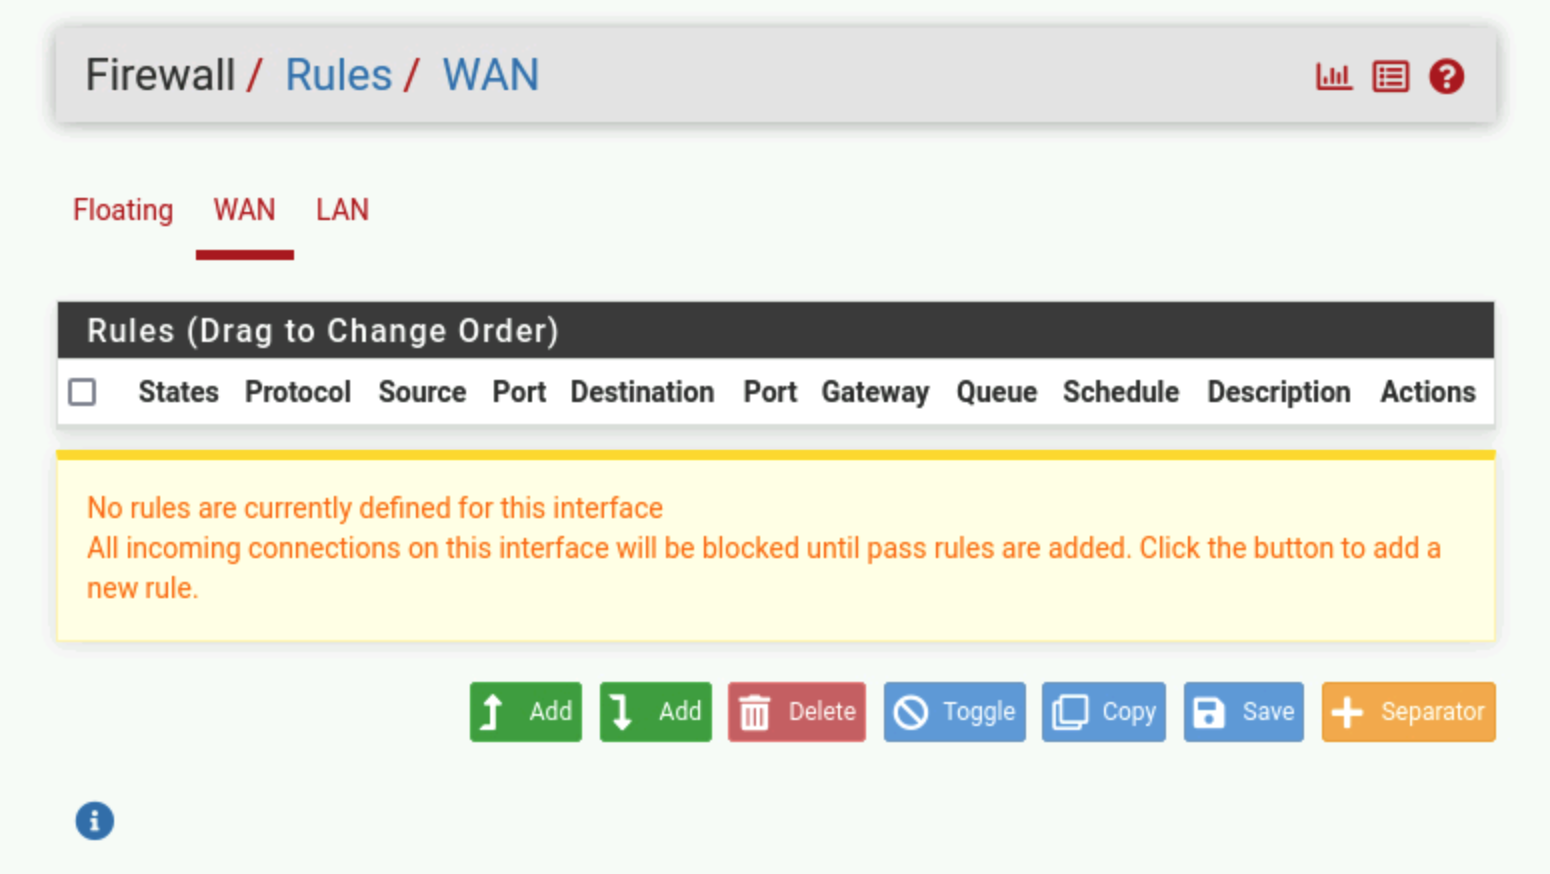 Firewall / Rules / WAN
Floating WAN LAN
Rules (Drag to Change Order)
States Protocol Source Port Destination Port Gateway Queue Schedule Description Actions
No rules are currently defined for this interface
All incoming connections on this interface will be blocked until pass rules are added. Click the button to add a
new rule.
Add Add Delete Toggle Copy Save Separator